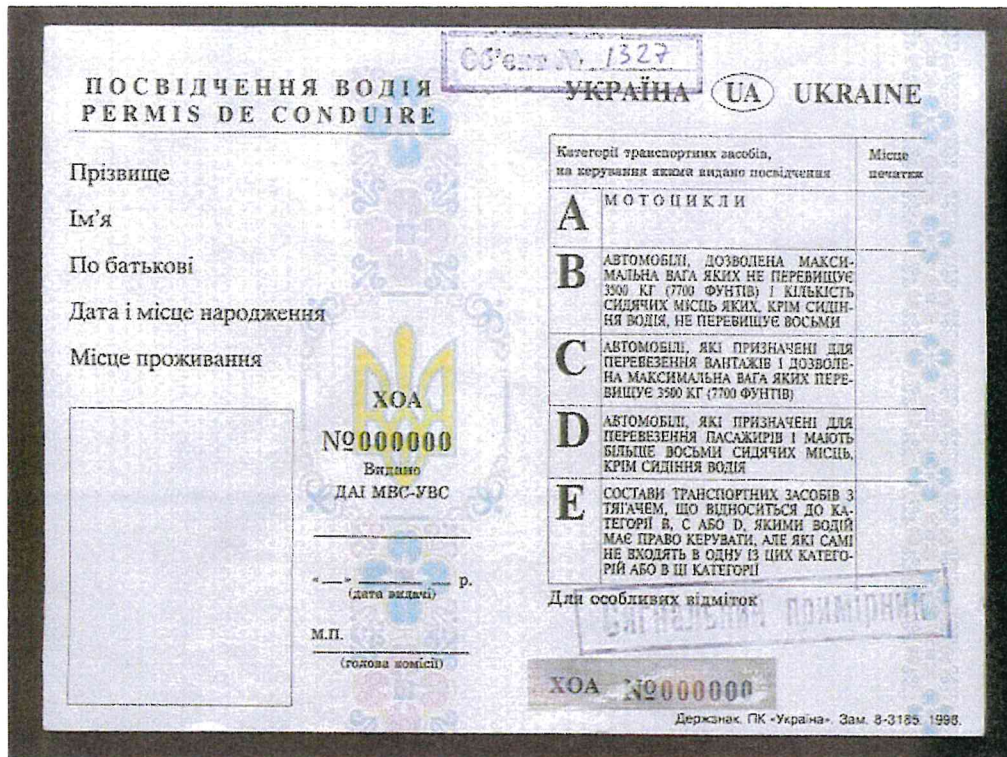 Об'єкт № 1327
ПОСВІДЧЕННЯ ВОДІЯ
PERMIS DE CONDUIRE
Прізвище
Ім'я
По батькові
Дата і місце народження
Місце проживання
ХОА
№000000
Видано
ДАІ МВС-УВС
«__» ________ __ р.
(дата видачі)
М.П.
(голова комісії)
УКРАЇНА UA UKRAINE
Категорії транспортних засобів,
на керування якими видано посвідчення
Місце
печатки
A МОТОЦИКЛИ
B АВТОМОБІЛІ, ДОЗВОЛЕНА МАКСИ-
МАЛЬНА ВАГА ЯКИХ НЕ ПЕРЕВИЩУЄ
3500 КГ (7700 ФУНТІВ) І КІЛЬКІСТЬ
СИДЯЧИХ МІСЦЬ ЯКИХ, КРІМ СИДІН-
НЯ ВОДІЯ, НЕ ПЕРЕВИЩУЄ ВОСЬМИ
C АВТОМОБІЛІ, ЯКІ ПРИЗНАЧЕНІ ДЛЯ
ПЕРЕВЕЗЕННЯ ВАНТАЖІВ І ДОЗВОЛЕ-
НА МАКСИМАЛЬНА ВАГА ЯКИХ ПЕРЕ-
ВИЩУЄ 3500 КГ (7700 ФУНТІВ)
D АВТОМОБІЛІ, ЯКІ ПРИЗНАЧЕНІ ДЛЯ
ПЕРЕВЕЗЕННЯ ПАСАЖИРІВ І МАЮТЬ
БІЛЬШЕ ВОСЬМИ СИДЯЧИХ МІСЦЬ,
КРІМ СИДІННЯ ВОДІЯ
E СОСТАВИ ТРАНСПОРТНИХ ЗАСОБІВ З
ТЯГАЧЕМ, ЩО ВІДНОСИТЬСЯ ДО КА-
ТЕГОРІЇ B, C АБО D, ЯКИМИ ВОДІЙ
МАЄ ПРАВО КЕРУВАТИ, АЛЕ ЯКІ САМІ
НЕ ВХОДЯТЬ В ОДНУ ІЗ ЦИХ КАТЕГО-
РІЙ АБО В ЦІ КАТЕГОРІЇ
Для особливих відміток
ХОА №000000
Держзнак. ПК «Україна». Зам. 8-3185. 1998.